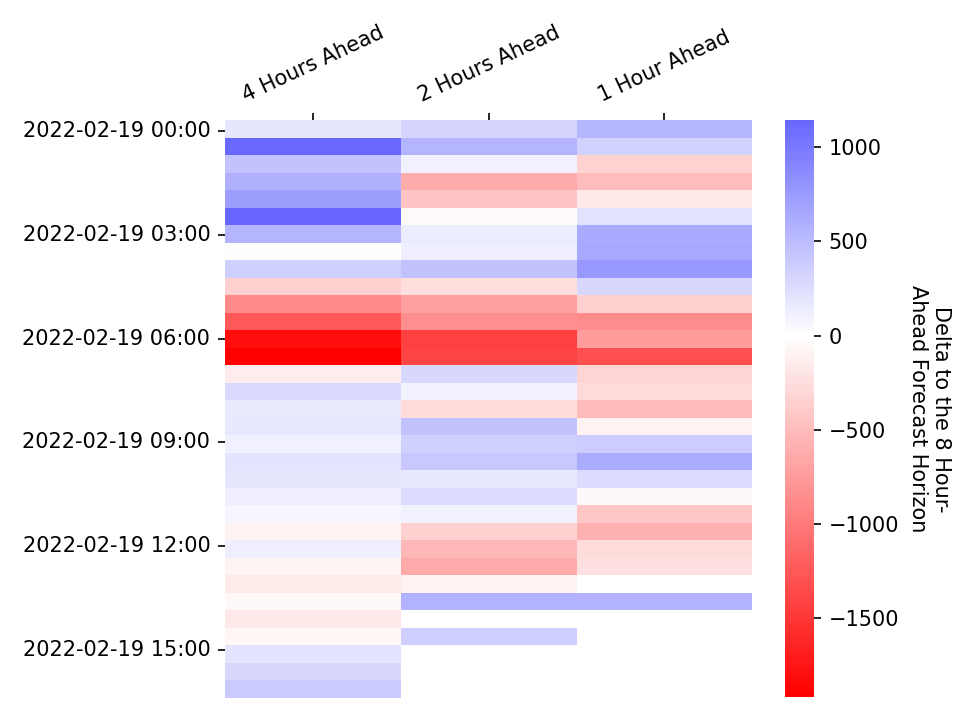 4 Hours Ahead
2 Hours Ahead
1 Hour Ahead
2022-02-19 00:00
2022-02-19 03:00
2022-02-19 06:00
2022-02-19 09:00
2022-02-19 12:00
2022-02-19 15:00
1000
500
0
−500
−1000
−1500
Delta to the 8 Hour-
Ahead Forecast Horizon